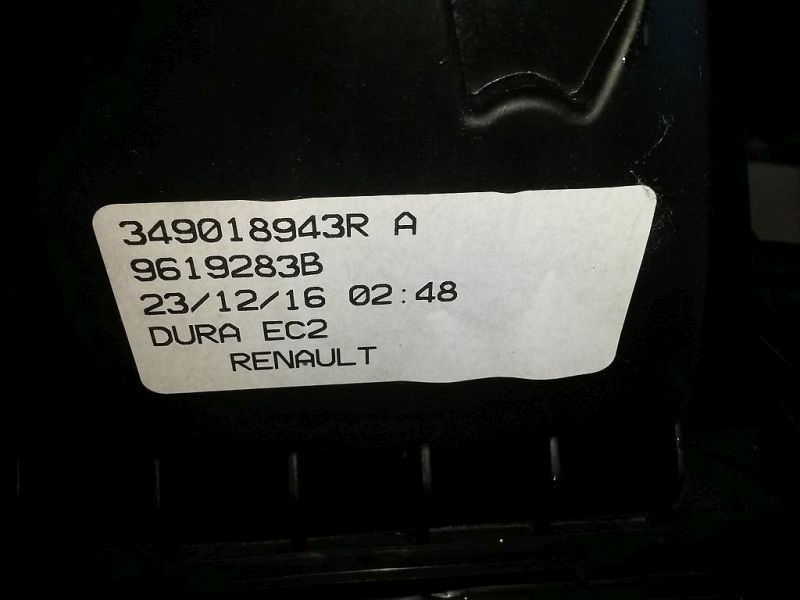 349018943R A
9619283B
23/12/16 02:48
DURA EC2
RENAULT